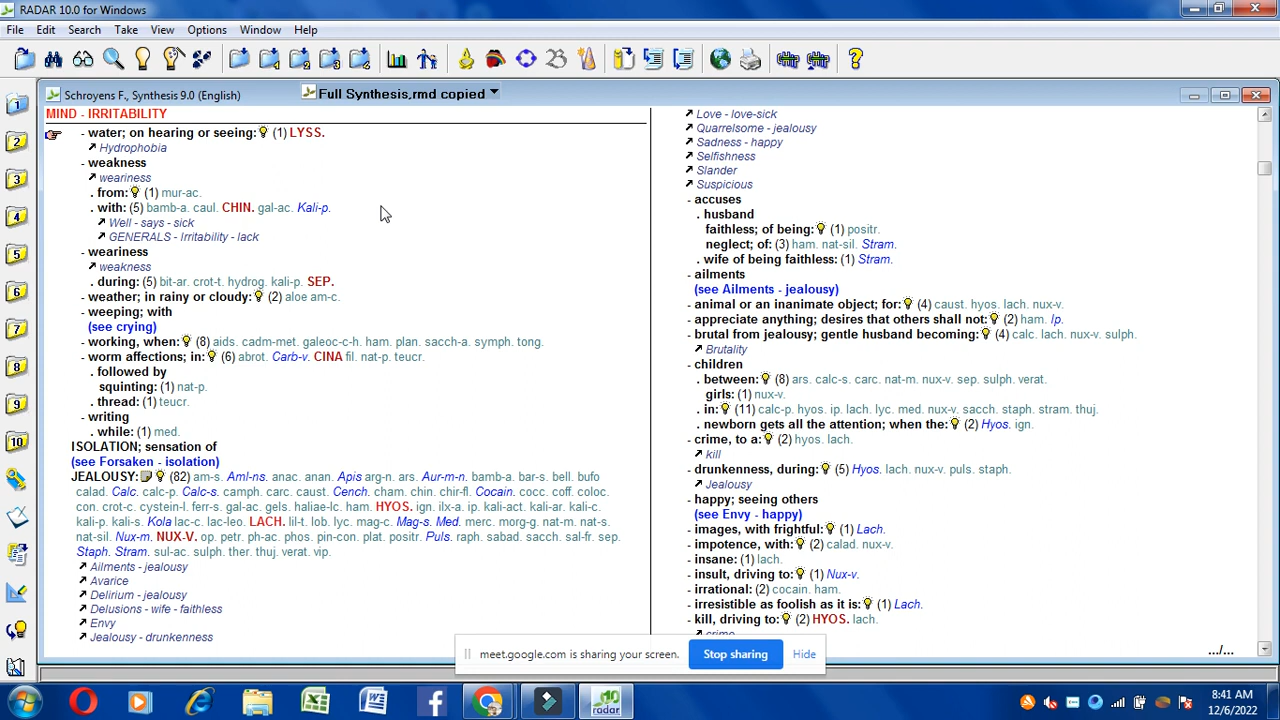 RADAR 10.0 for Windows
File Edit Search Take View Options Window Help
Schroyens F., Synthesis 9.0 (English)
Full Synthesis,rmd copied
MIND - IRRITABILITY
- water; on hearing or seeing: (1) LYSS.
Hydrophobia
- weakness
weariness
. from: (1) mur-ac.
. with: (5) bamb-a. caul. CHIN. gal-ac. Kali-p.
Well - says - sick
GENERALS - Irritability - lack
- weariness
weakness
. during: (5) bit-ar. crot-t. hydrog. kali-p. SEP.
- weather; in rainy or cloudy: (2) aloe am-c.
- weeping; with
(see crying)
- working, when: (8) aids. cadm-met. galeoc-c-h. ham. plan. sacch-a. symph. tong.
- worm affections; in: (6) abrot. Carb-v. CINA fil. nat-p. teucr.
. followed by
squinting: (1) nat-p.
. thread: (1) teucr.
- writing
. while: (1) med.
ISOLATION; sensation of
(see Forsaken - isolation)
JEALOUSY: (82) am-s. Aml-ns. anac. anan. Apis arg-n. ars. Aur-m-n. bamb-a. bar-s. bell. bufo
calad. Calc. calc-p. Calc-s. camph. carc. caust. Cench. cham. chin. chir-fl. Cocain. cocc. coff. coloc.
con. crot-c. cystein-l. ferr-s. gal-ac. gels. haliae-lc. ham. HYOS. ign. ilx-a. ip. kali-act. kali-ar. kali-c.
kali-p. kali-s. Kola lac-c. lac-leo. LACH. lil-t. lob. lyc. mag-c. Mag-s. Med. merc. morg-g. nat-m. nat-s.
nat-sil. Nux-m. NUX-V. op. petr. ph-ac. phos. pin-con. plat. positr. Puls. raph. sabad. sacch. sal-fr. sep.
Staph. Stram. sul-ac. sulph. ther. thuj. verat. vip.
Ailments - jealousy
Avarice
Delirium - jealousy
Delusions - wife - faithless
Envy
Jealousy - drunkenness
Love - love-sick
Quarrelsome - jealousy
Sadness - happy
Selfishness
Slander
Suspicious
- accuses
. husband
faithless; of being: (1) positr.
neglect; of: (3) ham. nat-sil. Stram.
. wife of being faithless: (1) Stram.
- ailments
(see Ailments - jealousy)
- animal or an inanimate object; for: (4) caust. hyos. lach. nux-v.
- appreciate anything; desires that others shall not: (2) ham. Ip.
- brutal from jealousy; gentle husband becoming: (4) calc. lach. nux-v. sulph.
Brutality
- children
. between: (8) ars. calc-s. carc. nat-m. nux-v. sep. sulph. verat.
girls: (1) nux-v.
. in: (11) calc-p. hyos. ip. lach. lyc. med. nux-v. sacch. staph. stram. thuj.
. newborn gets all the attention; when the: (2) Hyos. ign.
- crime, to a: (2) hyos. lach.
kill
- drunkenness, during: (5) Hyos. lach. nux-v. puls. staph.
Jealousy
- happy; seeing others
(see Envy - happy)
- images, with frightful: (1) Lach.
- impotence, with: (2) calad. nux-v.
- insane: (1) lach.
- insult, driving to: (1) Nux-v.
- irrational: (2) cocain. ham.
- irresistible as foolish as it is: (1) Lach.
- kill, driving to: (2) HYOS. lach.
crime
.../...
meet.google.com is sharing your screen. Stop sharing Hide
1
2
3
4
5
6
7
8
9
10
8:41 AM
12/6/2022